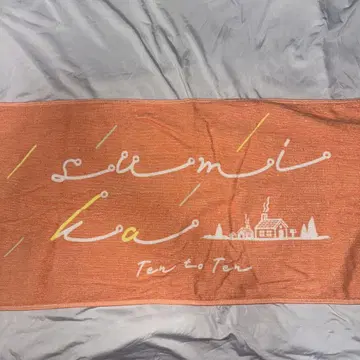 sumi
ka
Ten to Ten